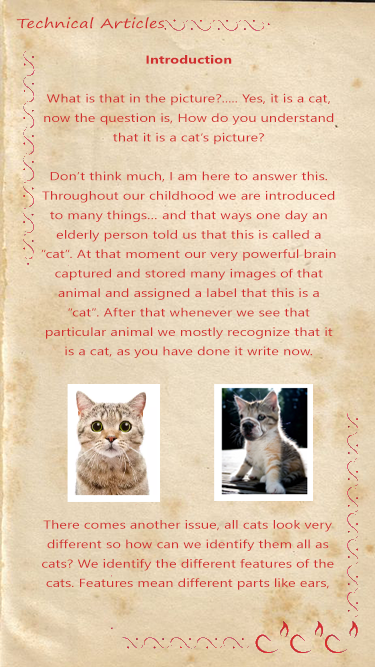 Technical Articles
Introduction
What is that in the picture?..... Yes, it is a cat,
now the question is, How do you understand
that it is a cat's picture?
Don't think much, I am here to answer this.
Throughout our childhood we are introduced
to many things... and that ways one day an
elderly person told us that this is called a
"cat". At that moment our very powerful brain
captured and stored many images of that
animal and assigned a label that this is a
"cat". After that whenever we see that
particular animal we mostly recognize that it
is a cat, as you have done it write now.
There comes another issue, all cats look very
different so how can we identify them all as
cats? We identify the different features of the
cats. Features mean different parts like ears,